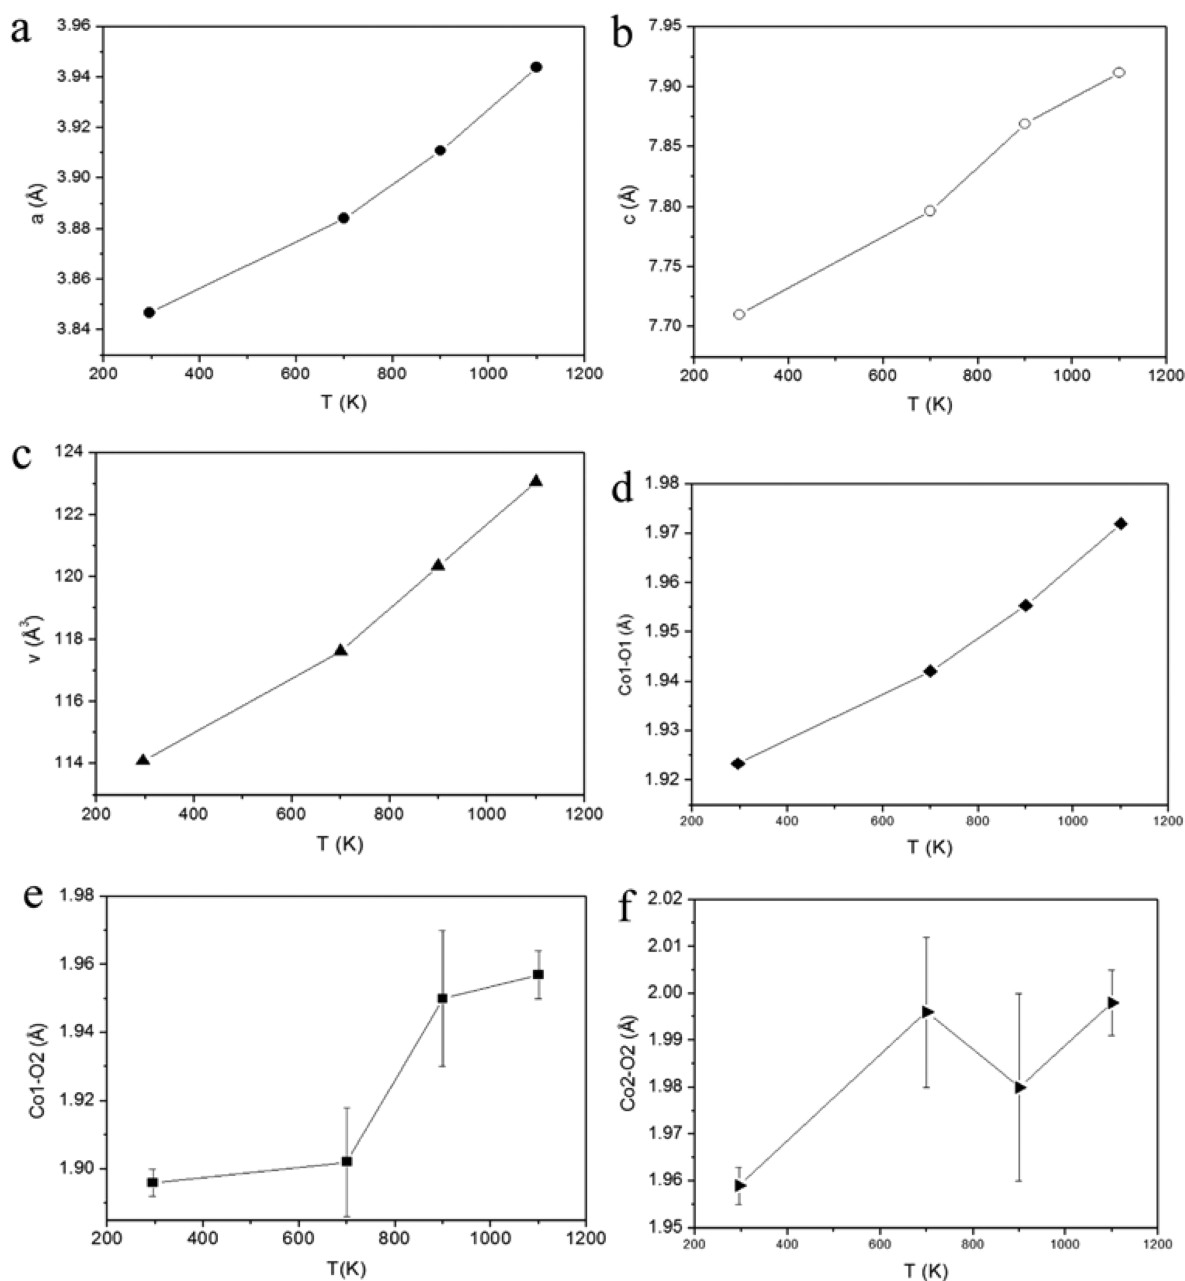 a
3.96
3.94
3.92
3.90
3.88
3.86
3.84
a (Å)
200 400 600 800 1000 1200
T (K)
b
7.95
7.90
7.85
7.80
7.75
7.70
c (Å)
200 400 600 800 1000 1200
T (K)
c
124
122
120
118
116
114
v (Å³)
200 400 600 800 1000 1200
T (K)
d
1.98
1.97
1.96
1.95
1.94
1.93
1.92
Co1-O1 (Å)
200 400 600 800 1000 1200
T (K)
e
1.98
1.96
1.94
1.92
1.90
Co1-O2 (Å)
200 400 600 800 1000 1200
T(K)
f
2.02
2.01
2.00
1.99
1.98
1.97
1.96
1.95
Co2-O2 (Å)
200 400 600 800 1000 1200
T (K)